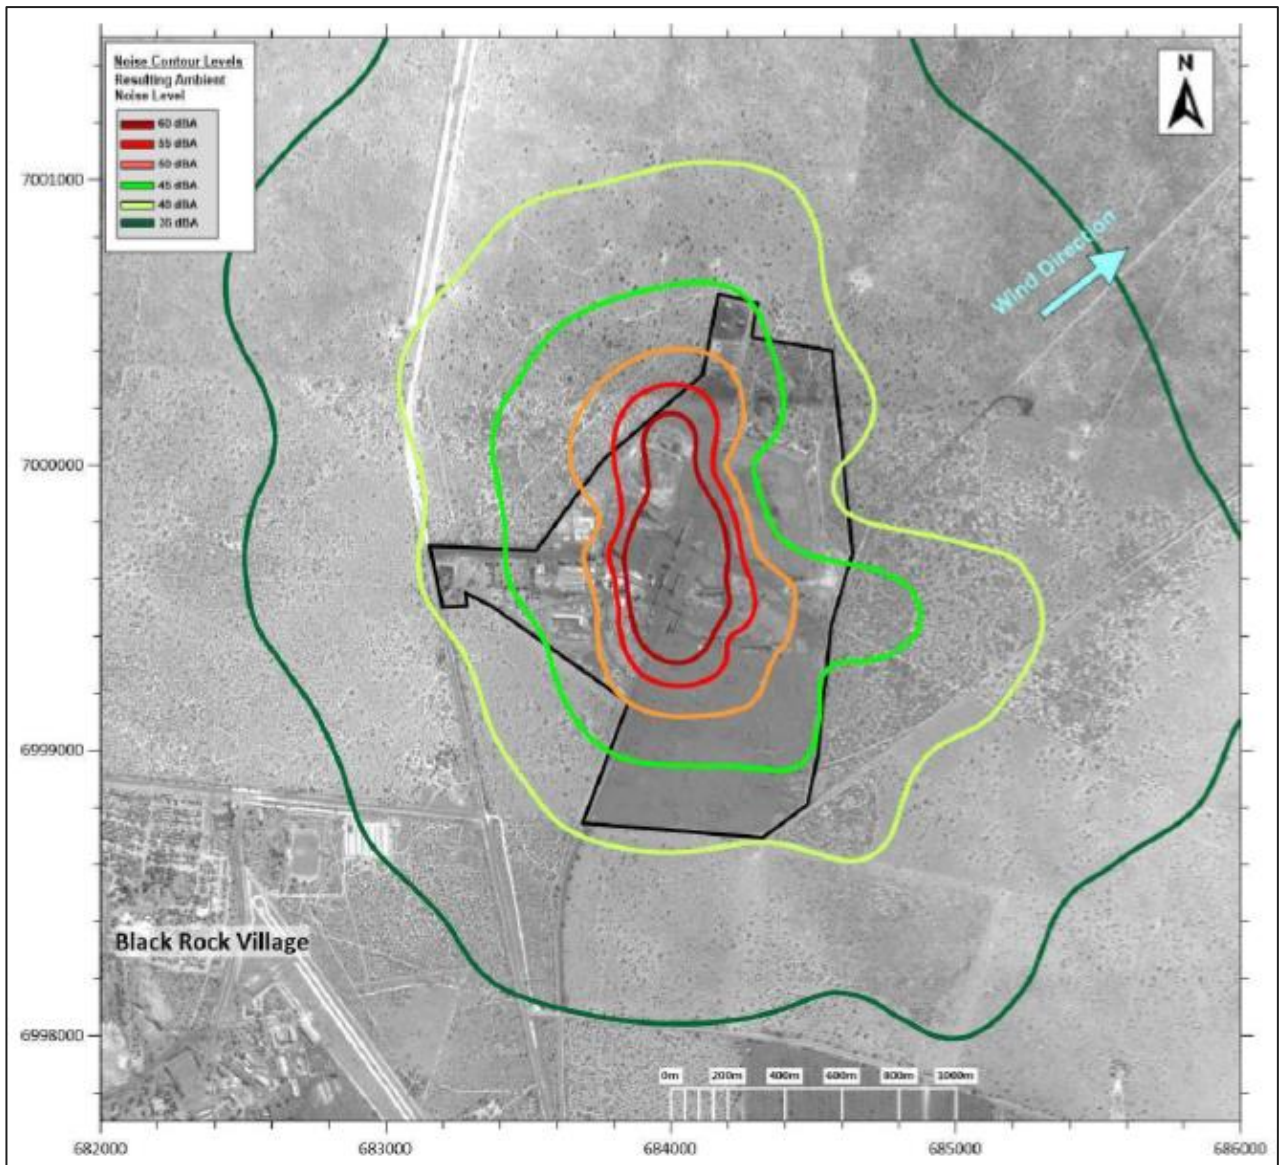 Noise Contour Levels
Resulting Ambient
Noise Level
60 dBA
55 dBA
50 dBA
45 dBA
40 dBA
35 dBA
N
Wind Direction
7001000
7000000
6999000
6998000
Black Rock Village
0m 200m 400m 600m 800m 1000m
682000 683000 684000 685000 686000